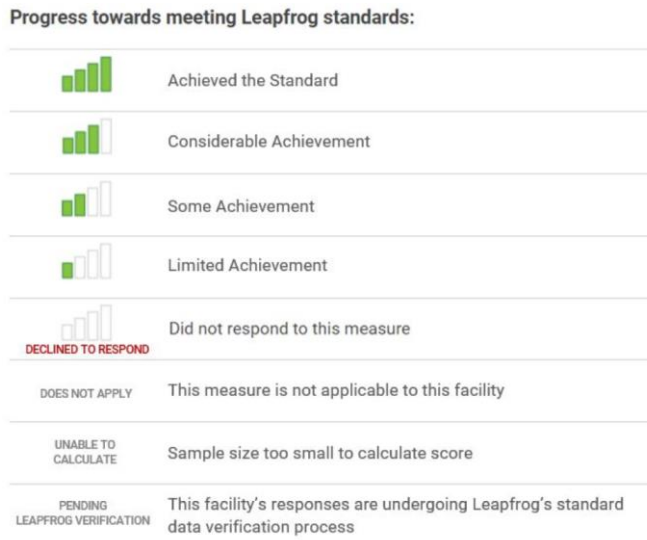 Progress towards meeting Leapfrog standards:
Achieved the Standard
Considerable Achievement
Some Achievement
Limited Achievement
DECLINED TO RESPOND
Did not respond to this measure
DOES NOT APPLY
This measure is not applicable to this facility
UNABLE TO
CALCULATE
Sample size too small to calculate score
PENDING
LEAPFROG VERIFICATION
This facility's responses are undergoing Leapfrog's standard
data verification process